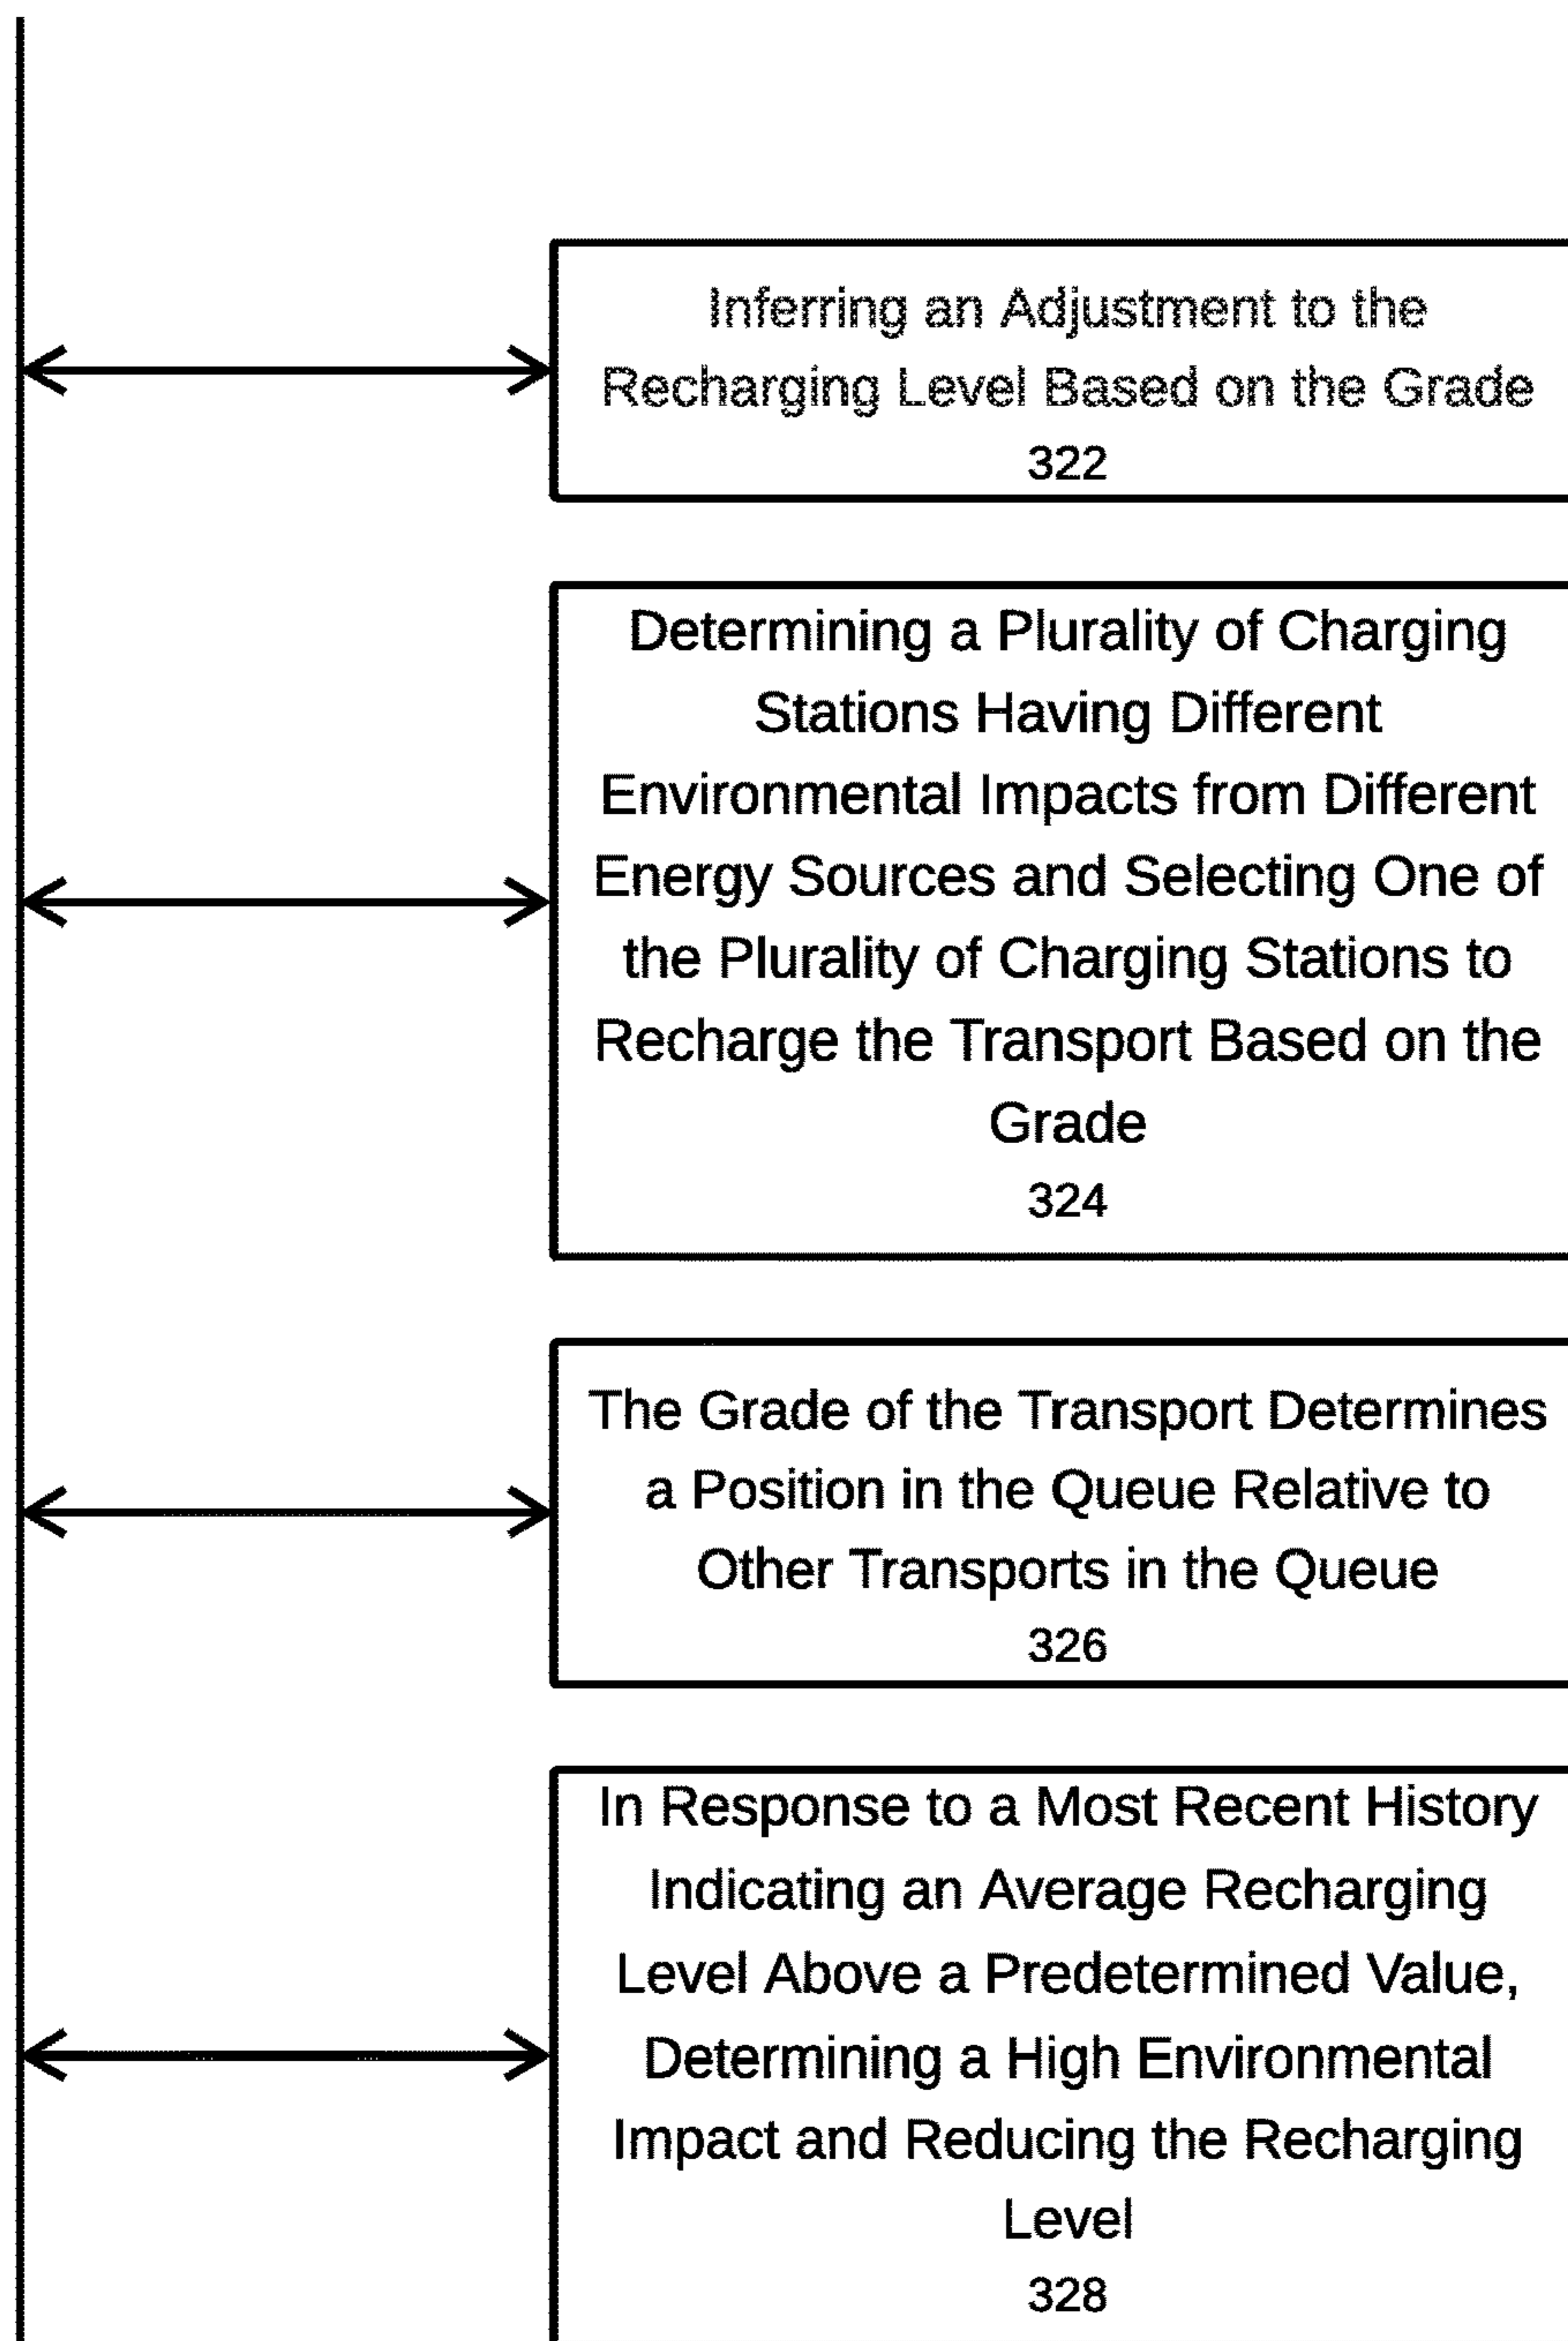 Inferring an Adjustment to the
Recharging Level Based on the Grade
322
Determining a Plurality of Charging
Stations Having Different
Environmental Impacts from Different
Energy Sources and Selecting One of
the Plurality of Charging Stations to
Recharge the Transport Based on the
Grade
324
The Grade of the Transport Determines
a Position in the Queue Relative to
Other Transports in the Queue
326
In Response to a Most Recent History
Indicating an Average Recharging
Level Above a Predetermined Value,
Determining a High Environmental
Impact and Reducing the Recharging
Level
328